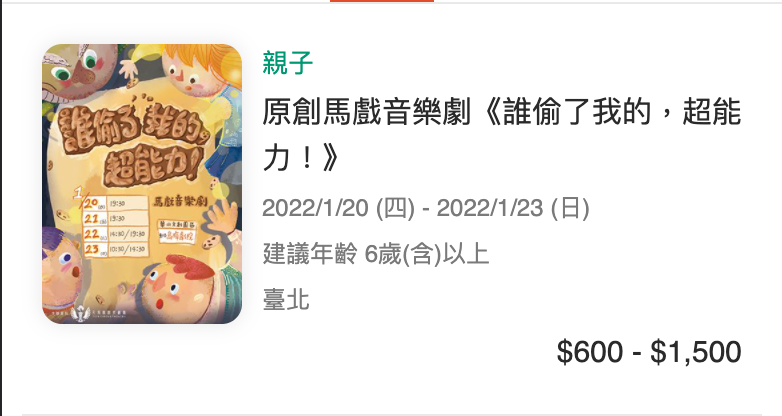 親子
原創馬戲音樂劇《誰偷了我的，超能
力！》
2022/1/20 (四) - 2022/1/23 (日)
建議年齡 6歲(含)以上
臺北
$600 - $1,500
誰偷了我的。
超能力！
馬戲音樂劇
1/20 19:30
21 19:30
22 14:30/19:30
23 10:30/14:30